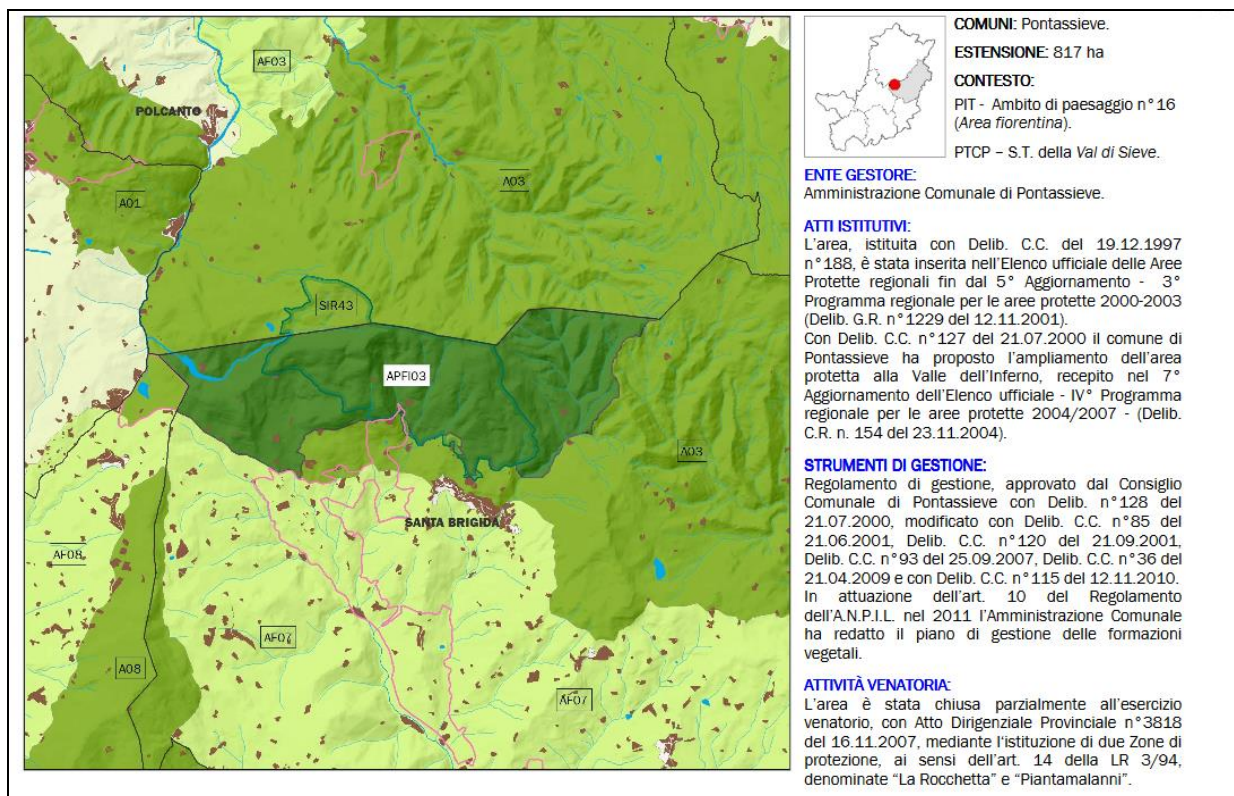 AF03
POLCANTO
A03
A01
SIR43
APFI03
A03
SANTA BRIGIDA
AF08
AF07
A08
AF07
COMUNI: Pontassieve.
ESTENSIONE: 817 ha
CONTESTO:
PIT - Ambito di paesaggio n°16
(Area fiorentina).
PTCP – S.T. della Val di Sieve.
ENTE GESTORE:
Amministrazione Comunale di Pontassieve.
ATTI ISTITUTIVI:
L'area, istituita con Delib. C.C. del 19.12.1997
n°188, è stata inserita nell'Elenco ufficiale delle Aree
Protette regionali fin dal 5° Aggiornamento - 3°
Programma regionale per le aree protette 2000-2003
(Delib. G.R. n°1229 del 12.11.2001).
Con Delib. C.C. n°127 del 21.07.2000 il comune di
Pontassieve ha proposto l'ampliamento dell'area
protetta alla Valle dell'Inferno, recepito nel 7°
Aggiornamento dell'Elenco ufficiale - IV° Programma
regionale per le aree protette 2004/2007 - (Delib.
C.R. n. 154 del 23.11.2004).
STRUMENTI DI GESTIONE:
Regolamento di gestione, approvato dal Consiglio
Comunale di Pontassieve con Delib. n°128 del
21.07.2000, modificato con Delib. C.C. n°85 del
21.06.2001, Delib. C.C. n°120 del 21.09.2001,
Delib. C.C. n°93 del 25.09.2007, Delib. C.C. n°36 del
21.04.2009 e con Delib. C.C. n°115 del 12.11.2010.
In attuazione dell'art. 10 del Regolamento
dell'A.N.P.I.L. nel 2011 l'Amministrazione Comunale
ha redatto il piano di gestione delle formazioni
vegetali.
ATTIVITÀ VENATORIA:
L'area è stata chiusa parzialmente all'esercizio
venatorio, con Atto Dirigenziale Provinciale n°3818
del 16.11.2007, mediante l'istituzione di due Zone di
protezione, ai sensi dell'art. 14 della LR 3/94,
denominate “La Rocchetta” e “Piantamalanni”.